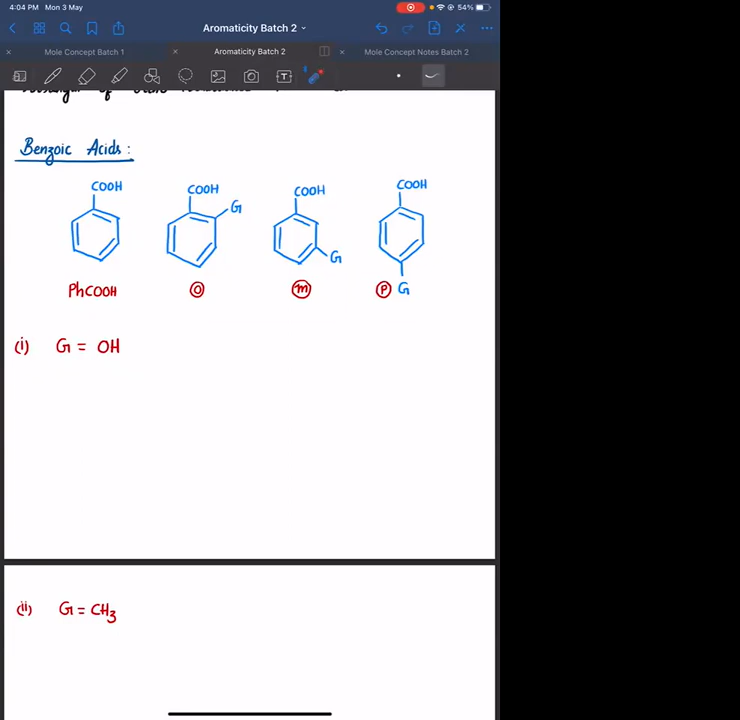 4:04 PM Mon 3 May
54%
Aromaticity Batch 2
Mole Concept Batch 1
Aromaticity Batch 2
Mole Concept Notes Batch 2
of
Benzoic Acids:
COOH COOH COOH COOH
G G
PhCOOH O m P G
(i) G = OH
(ii) G = CH3